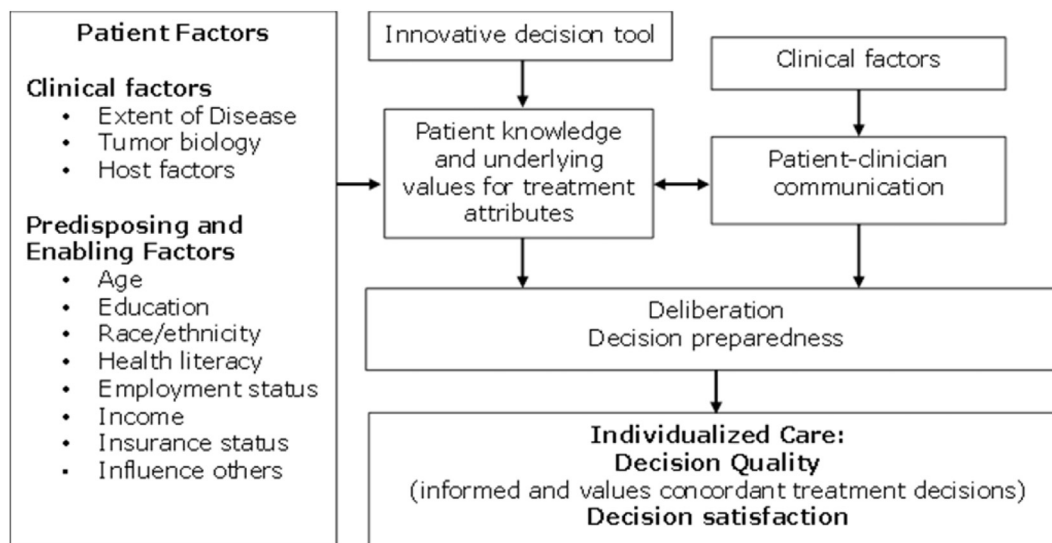 Patient Factors
Clinical factors
• Extent of Disease
• Tumor biology
• Host factors
Predisposing and
Enabling Factors
• Age
• Education
• Race/ethnicity
• Health literacy
• Employment status
• Income
• Insurance status
• Influence others
Innovative decision tool
Clinical factors
Patient knowledge
and underlying
values for treatment
attributes
Patient-clinician
communication
Deliberation
Decision preparedness
Individualized Care:
Decision Quality
(informed and values concordant treatment decisions)
Decision satisfaction